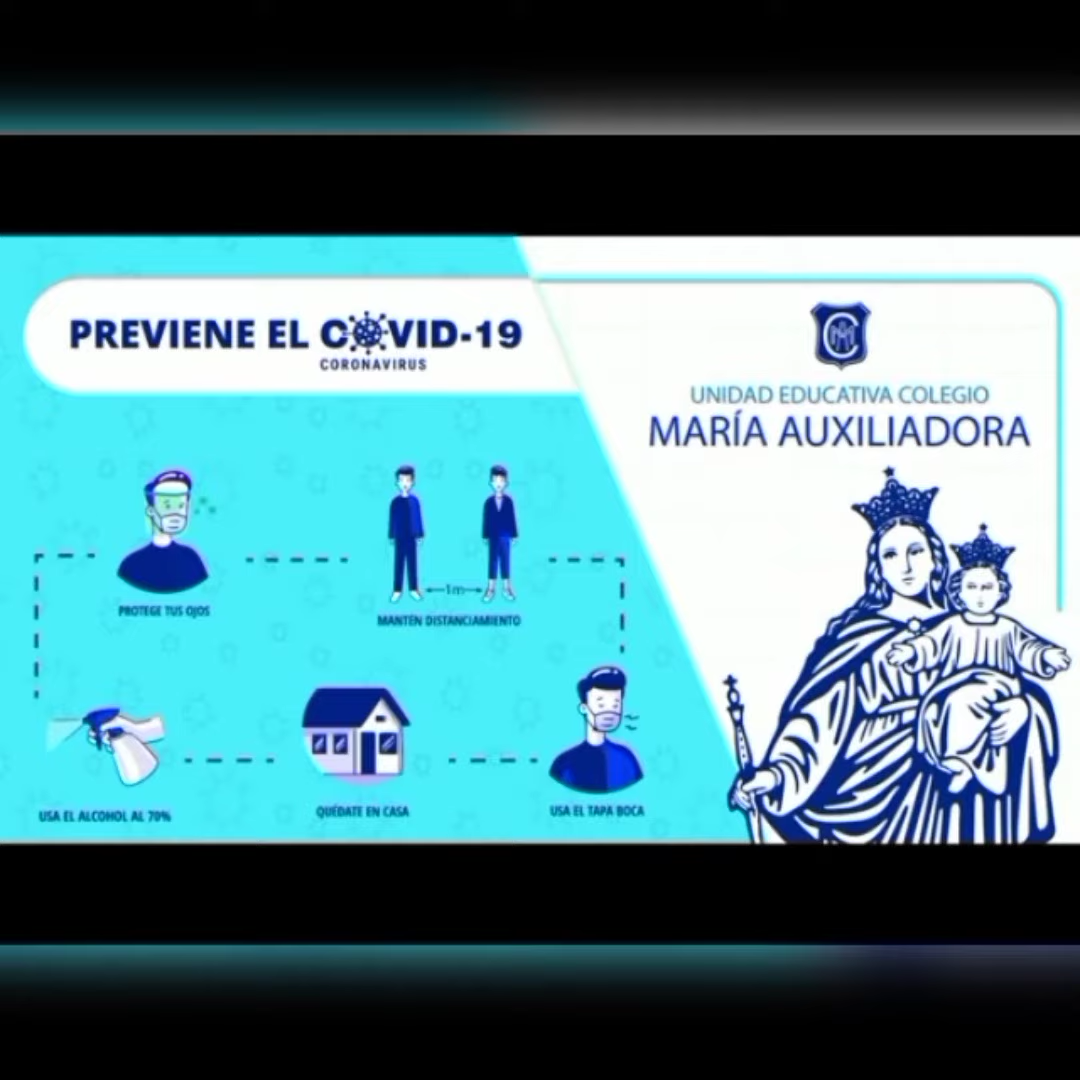 PREVIENE EL COVID-19
CORONAVIRUS
UNIDAD EDUCATIVA COLEGIO
MARÍA AUXILIADORA
PROTEGE TUS OJOS
1m
MANTÉN DISTANCIAMIENTO
USA EL ALCOHOL AL 70%
QUÉDATE EN CASA
USA EL TAPA BOCA